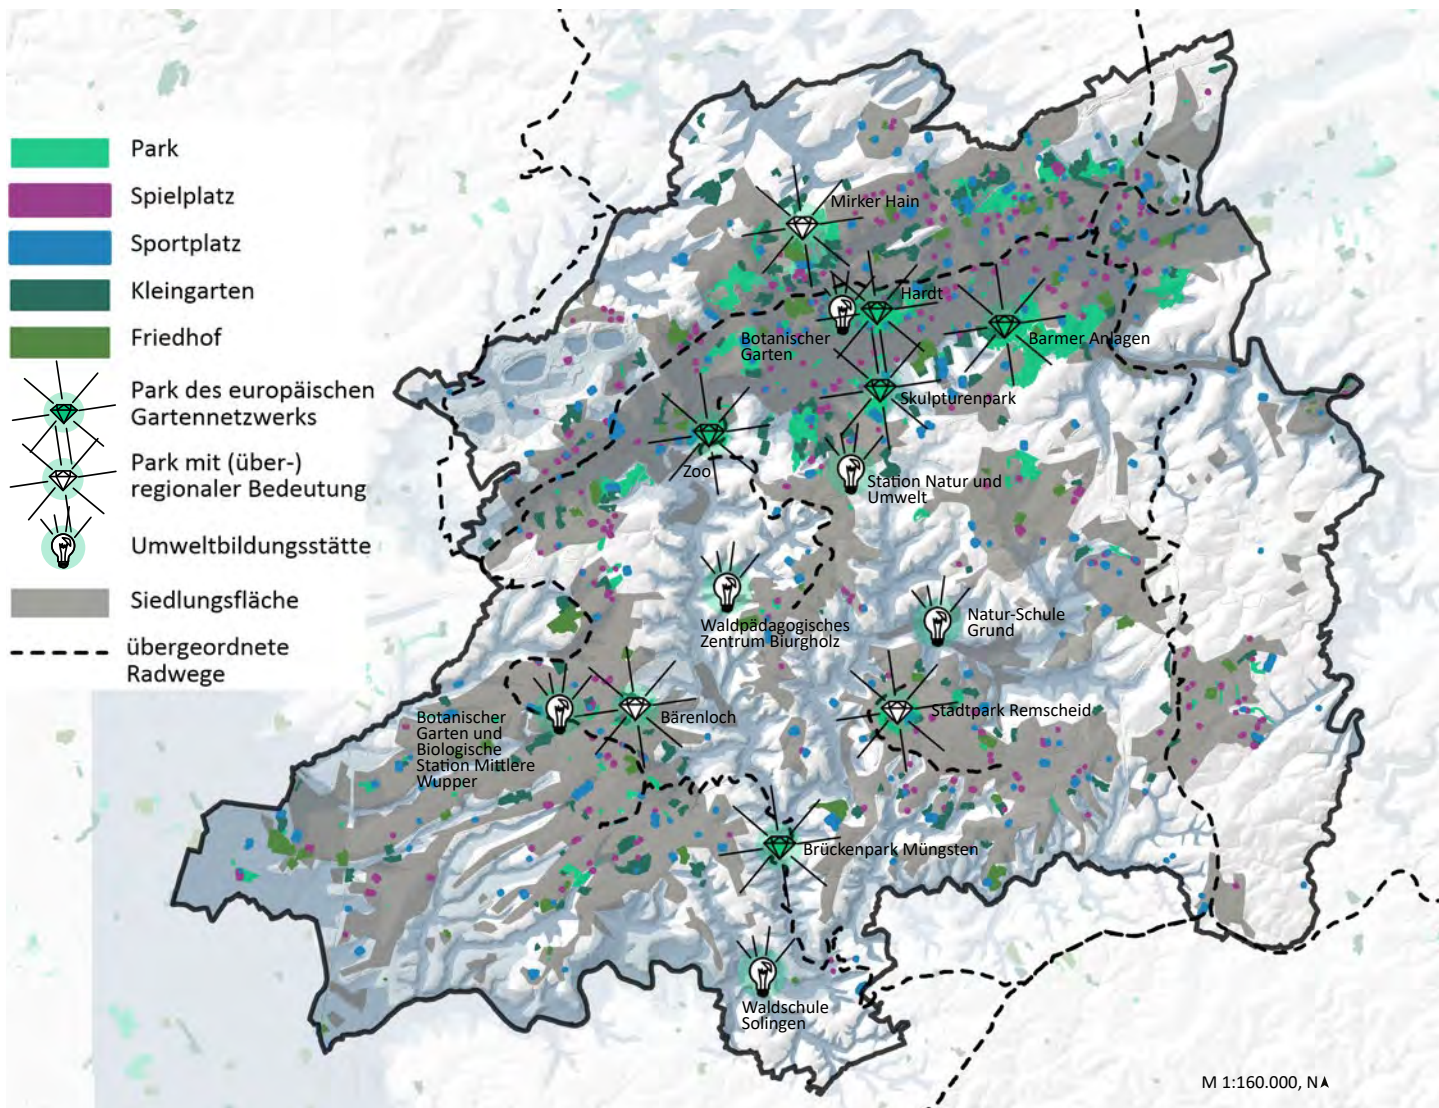 Park
Spielplatz
Sportplatz
Kleingarten
Friedhof
Park des europäischen
Gartennetzwerks
Park mit (über-)
regionaler Bedeutung
Umweltbildungsstätte
Siedlungsfläche
übergeordnete
Radwege
Mirker Hain
Hardt
Botanischer
Garten
Barmer Anlagen
Skulpturenpark
Zoo
Station Natur und
Umwelt
Waldpädagogisches
Zentrum Biurgholz
Natur-Schule
Grund
Botanischer
Garten und
Biologische
Station Mittlere
Wupper
Bärenloch
Stadtpark Remscheid
Brückenpark Müngsten
Waldschule
Solingen
M 1:160.000, N